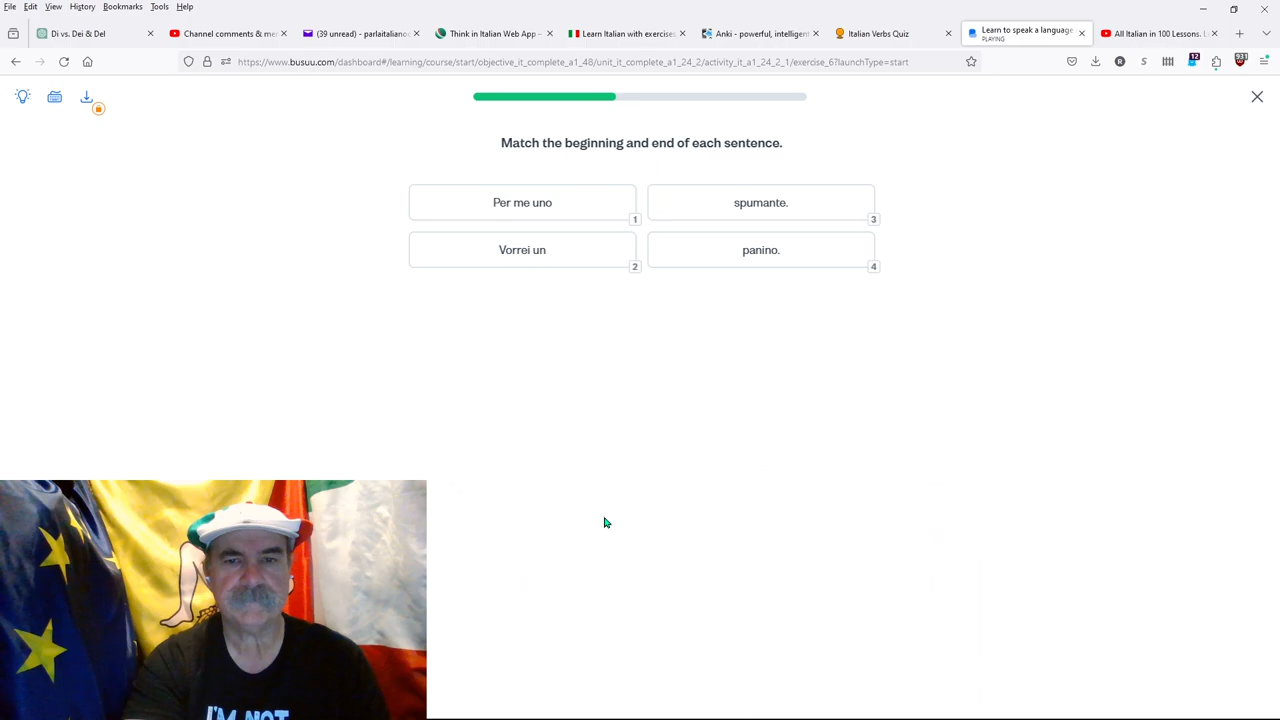 File Edit View History Bookmarks Tools Help
Di vs. Dei & Del
Channel comments & me
(39 unread) - parlaitaliano
Think in Italian Web App –
Learn Italian with exercises
Anki - powerful, intelligent
Italian Verbs Quiz
Learn to speak a language
PLAYING
All Italian in 100 Lessons. L
https://www.busuu.com/dashboard#/learning/course/start/objective_it_complete_a1_48/unit_it_complete_a1_24_2/activity_it_a1_24_2_1/exercise_6?launchType=start
12
Match the beginning and end of each sentence.
Per me uno
1
spumante.
3
Vorrei un
2
panino.
4
I'M NOT